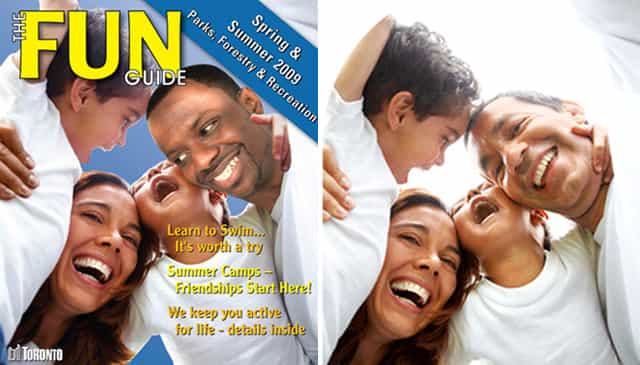 THE
FUN
GUIDE
Spring &
Summer 2009
Parks, Forestry & Recreation
Learn to Swim...
It's worth a try
Summer Camps –
Friendships Start Here!
We keep you active
for life - details inside
TORONTO